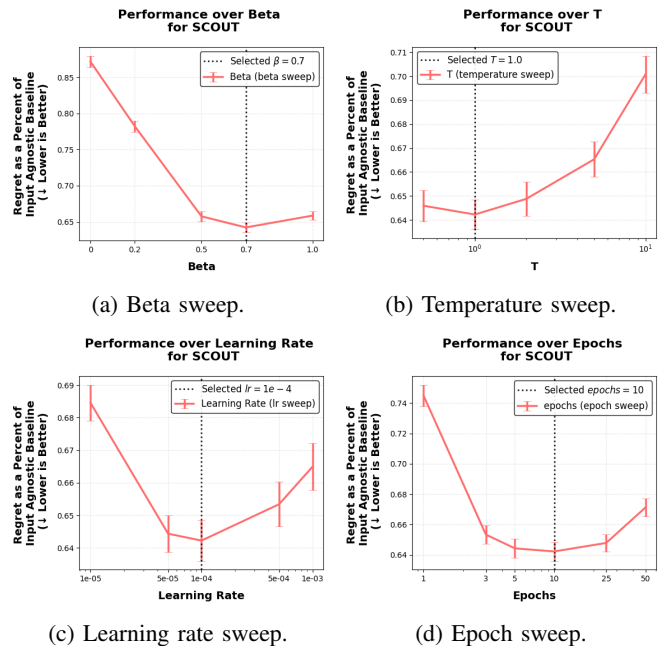 Performance over Beta
for SCOUT
Regret as a Percent of
Input Agnostic Baseline
(↓ Lower is Better)
0.85
0.80
0.75
0.70
0.65
Selected β = 0.7
Beta (beta sweep)
0
0.2
0.5
0.7
1.0
Beta
(a) Beta sweep.
Performance over T
for SCOUT
Regret as a Percent of
Input Agnostic Baseline
(↓ Lower is Better)
0.71
0.70
0.69
0.68
0.67
0.66
0.65
0.64
Selected T = 1.0
T (temperature sweep)
10⁰
10¹
T
(b) Temperature sweep.
Performance over Learning Rate
for SCOUT
Regret as a Percent of
Input Agnostic Baseline
(↓ Lower is Better)
0.69
0.68
0.67
0.66
0.65
0.64
Selected lr = 1e − 4
Learning Rate (lr sweep)
1e-05
5e-05
1e-04
5e-04
1e-03
Learning Rate
(c) Learning rate sweep.
Performance over Epochs
for SCOUT
Regret as a Percent of
Input Agnostic Baseline
(↓ Lower is Better)
0.74
0.72
0.70
0.68
0.66
0.64
Selected epochs = 10
epochs (epoch sweep)
1
3
5
10
25
50
Epochs
(d) Epoch sweep.